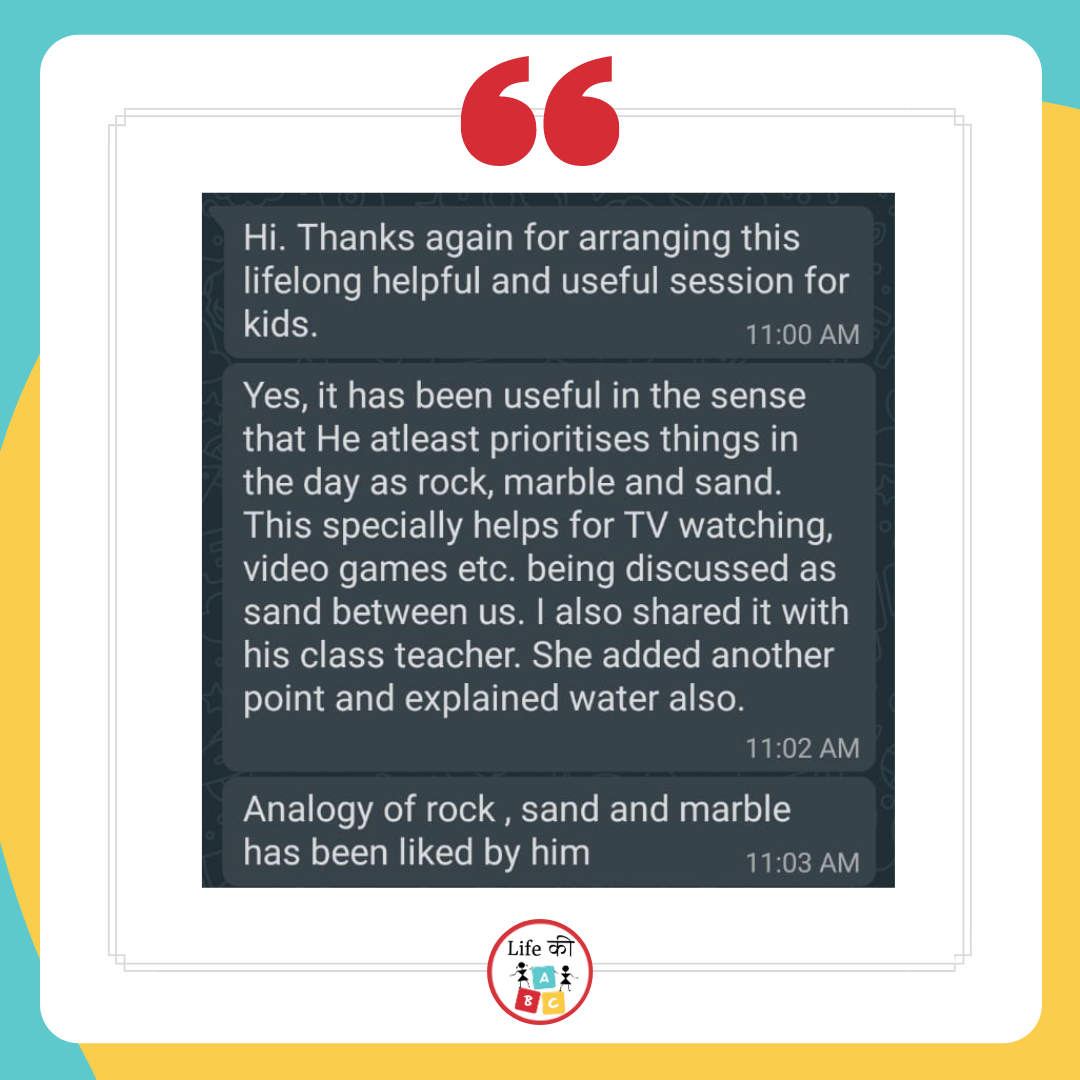 Hi. Thanks again for arranging this
lifelong helpful and useful session for
kids.
11:00 AM
Yes, it has been useful in the sense
that He atleast prioritises things in
the day as rock, marble and sand.
This specially helps for TV watching,
video games etc. being discussed as
sand between us. I also shared it with
his class teacher. She added another
point and explained water also.
11:02 AM
Analogy of rock , sand and marble
has been liked by him
11:03 AM
Life की
A
B C